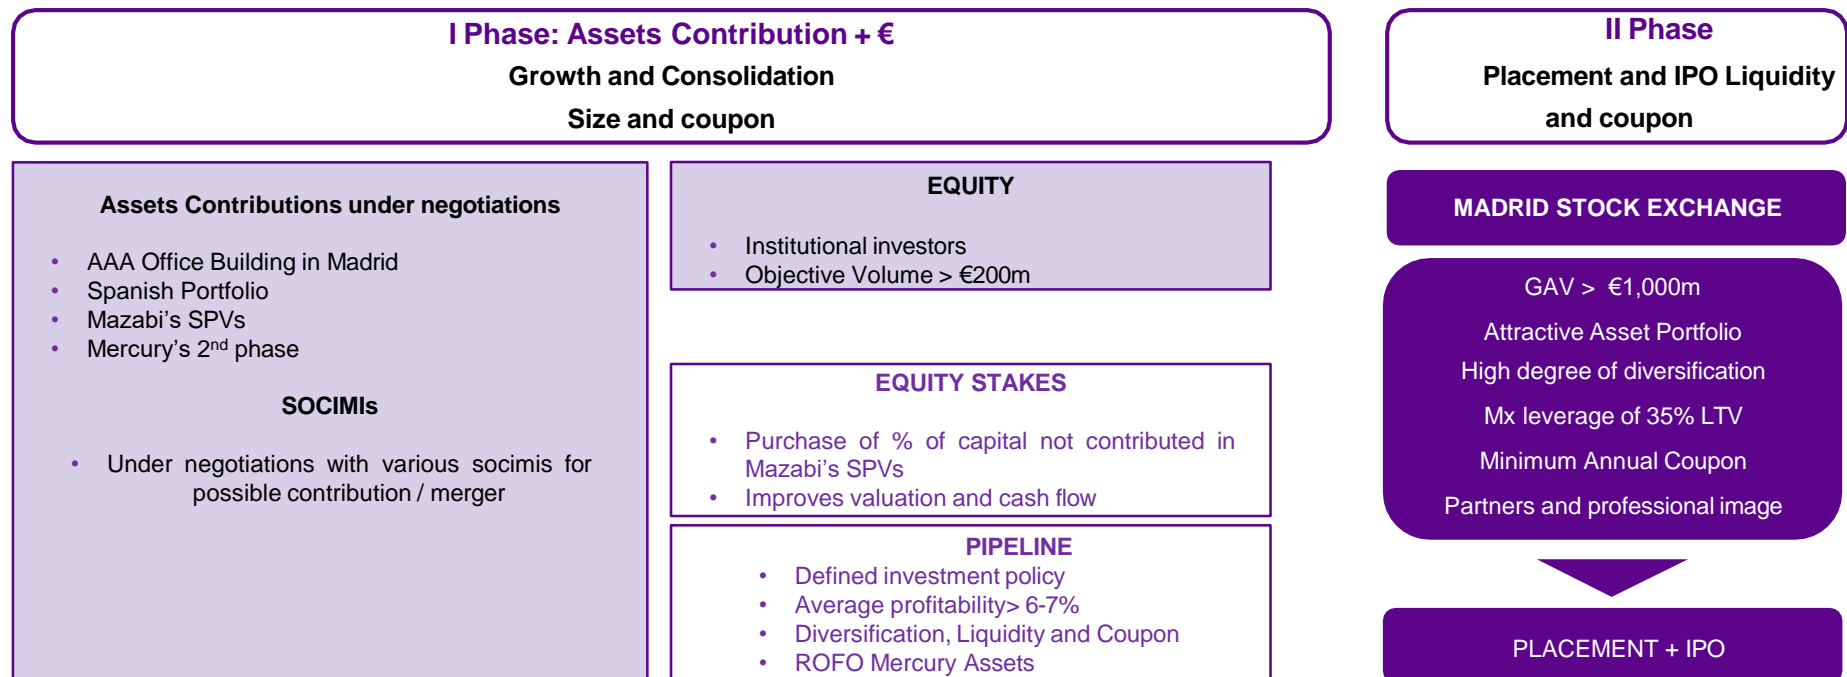 I Phase: Assets Contribution + €
Growth and Consolidation
Size and coupon
Assets Contributions under negotiations
• AAA Office Building in Madrid
• Spanish Portfolio
• Mazabi’s SPVs
• Mercury’s 2nd phase
SOCIMIs
• Under negotiations with various socimis for
possible contribution / merger
EQUITY
• Institutional investors
• Objective Volume > €200m
EQUITY STAKES
• Purchase of % of capital not contributed in
Mazabi’s SPVs
• Improves valuation and cash flow
PIPELINE
• Defined investment policy
• Average profitability> 6-7%
• Diversification, Liquidity and Coupon
• ROFO Mercury Assets
II Phase
Placement and IPO Liquidity
and coupon
MADRID STOCK EXCHANGE
GAV > €1,000m
Attractive Asset Portfolio
High degree of diversification
Mx leverage of 35% LTV
Minimum Annual Coupon
Partners and professional image
PLACEMENT + IPO